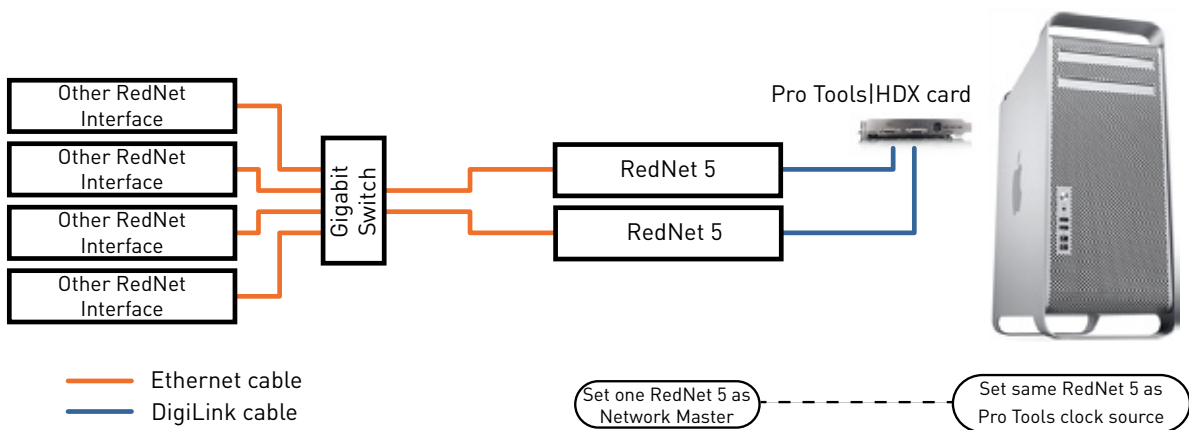 Other RedNet
Interface
Other RedNet
Interface
Other RedNet
Interface
Other RedNet
Interface
Gigabit
Switch
RedNet 5
RedNet 5
Pro Tools|HDX card
Ethernet cable
DigiLink cable
Set one RedNet 5 as
Network Master
Set same RedNet 5 as
Pro Tools clock source